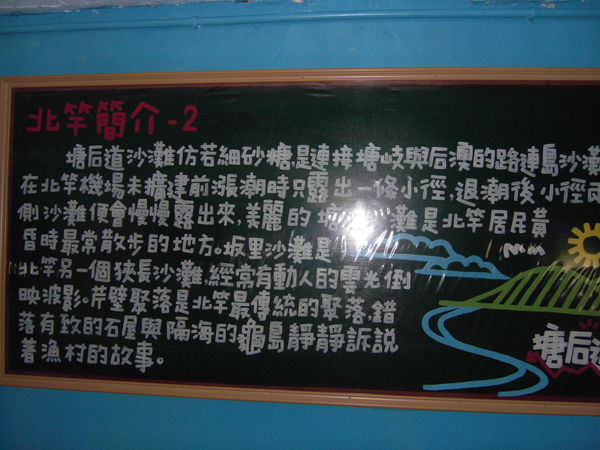 北竿簡介-2
塘后道沙灘仿若細砂糖是連接塘岐與后澳的路連島沙灘
在北竿機場未擴建前漲潮時只露出一條小徑,退潮後小徑兩
側沙灘便會慢慢露出來,美麗的 灘是北竿居民黃
昏時最常散步的地方。坂里沙灘是
北竿另一個狹長沙灘,經常有動人的雲光倒
映波影。芹壁聚落是北竿最傳統的聚落,錯
落有致的石屋與隔海的龜島靜靜訴說
著漁村的故事。
塘后道